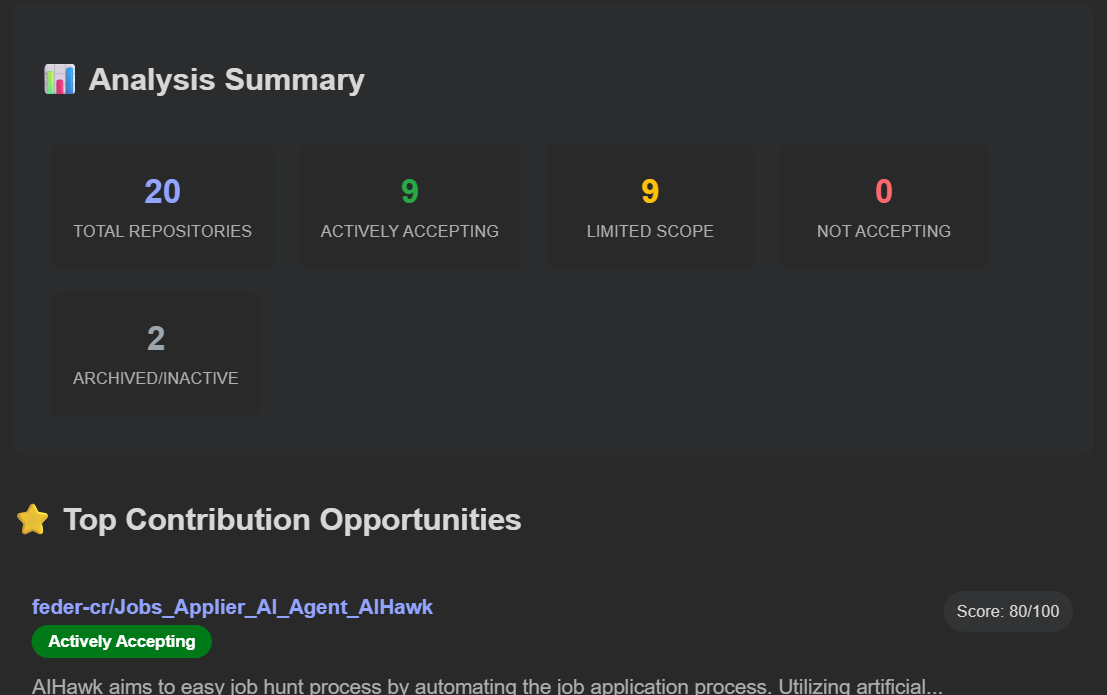 Analysis Summary
20
TOTAL REPOSITORIES
9
ACTIVELY ACCEPTING
9
LIMITED SCOPE
0
NOT ACCEPTING
2
ARCHIVED/INACTIVE
Top Contribution Opportunities
feder-cr/Jobs_Applier_AI_Agent_AIHawk
Score: 80/100
Actively Accepting
AIHawk aims to easy job hunt process by automating the job application process. Utilizing artificial...